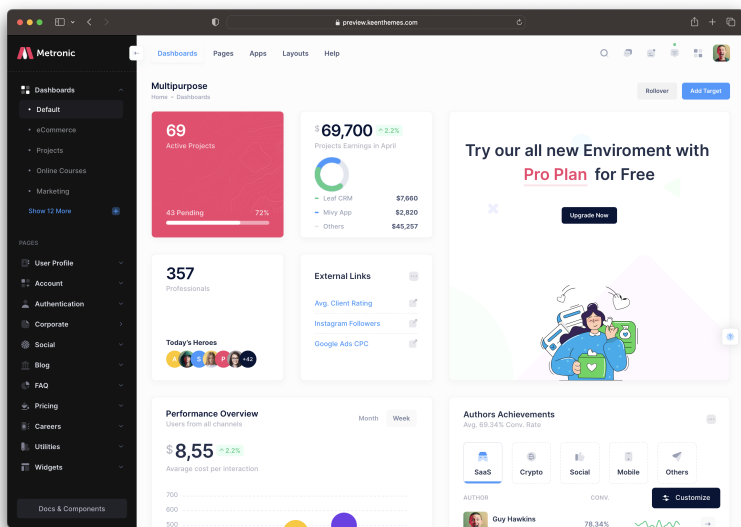 preview.keenthemes.com
Metronic
Dashboards
Pages
Apps
Layouts
Help
Dashboards
Default
eCommerce
Projects
Online Courses
Marketing
Show 12 More
PAGES
User Profile
Account
Authentication
Corporate
Social
Blog
FAQ
Pricing
Careers
Utilities
Widgets
Docs & Components
Multipurpose
Home - Dashboards
Rollover
Add Target
69
Active Projects
43 Pending 72%
$69,700 2.2%
Projects Earnings in April
Leaf CRM $7,660
Mivy App $2,820
Others $45,257
Try our all new Enviroment with
Pro Plan for Free
Upgrade Now
357
Professionals
Today's Heroes
A
S
P
+42
External Links
Avg. Client Rating
Instagram Followers
Google Ads CPC
Performance Overview
Users from all channels
Month
Week
$8,55 2.2%
Avarage cost per interaction
700
600
500
Authors Achievements
Avg. 69.34% Conv. Rate
SaaS
Crypto
Social
Mobile
Others
AUTHOR CONV.
Customize
Guy Hawkins
78.34%